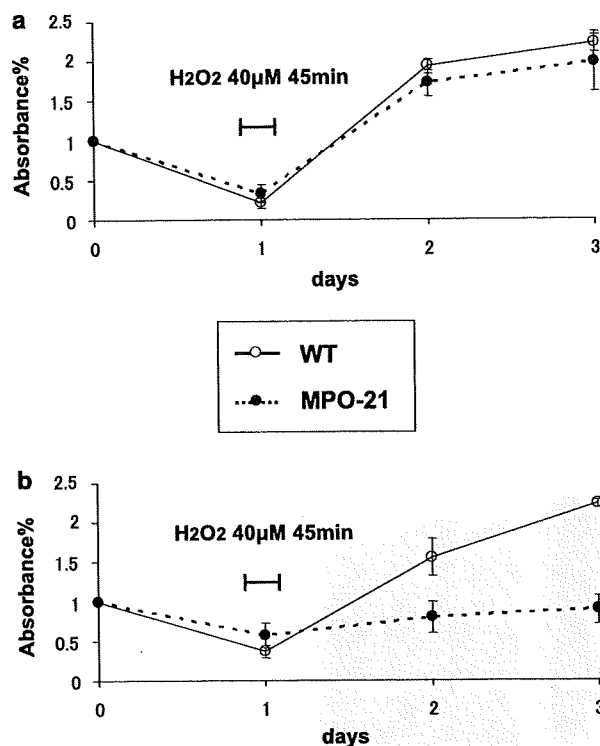 a
2.5
2
1.5
1
0.5
0
Absorbance%
H2O2 40µM 45min
0 1 2 3
days
WT
MPO-21
b
2.5
2
1.5
1
0.5
0
Absorbance%
H2O2 40µM 45min
0 1 2 3
days